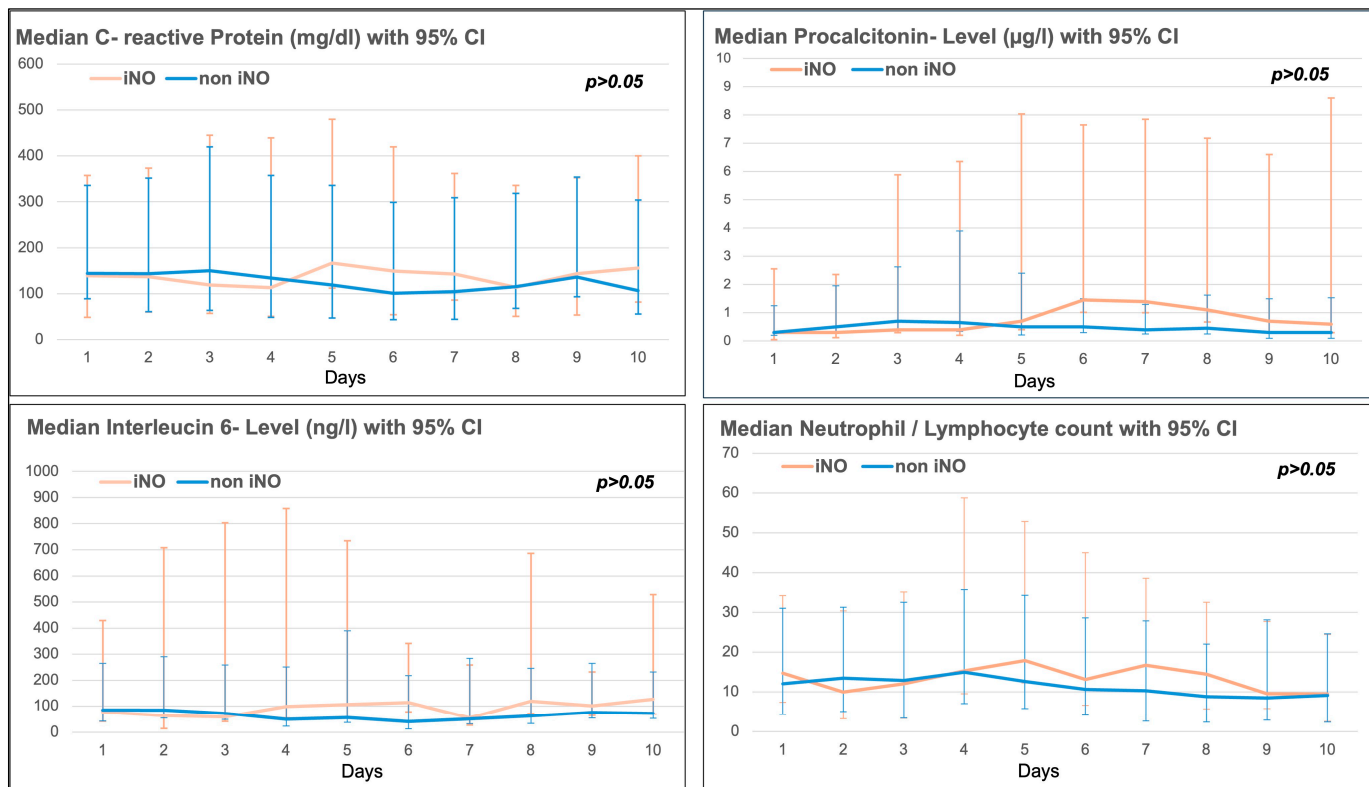 Median C- reactive Protein (mg/dl) with 95% CI
600
iNO non iNO
p>0.05
500
400
300
200
100
0
1 2 3 4 5 6 7 8 9 10
Days
Median Procalcitonin- Level (µg/l) with 95% CI
10
iNO non iNO
p>0.05
9
8
7
6
5
4
3
2
1
0
1 2 3 4 5 6 7 8 9 10
Days
Median Interleucin 6- Level (ng/l) with 95% CI
1000
iNO non iNO
p>0.05
900
800
700
600
500
400
300
200
100
0
1 2 3 4 5 6 7 8 9 10
Days
Median Neutrophil / Lymphocyte count with 95% CI
70
iNO non iNO
p>0.05
60
50
40
30
20
10
0
1 2 3 4 5 6 7 8 9 10
Days